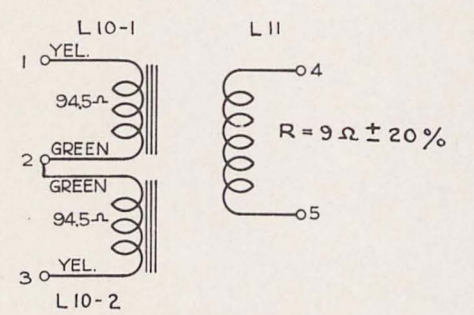 L10-1
L11
1 YEL.
4
94.5Ω
R = 9 Ω ± 20%
2 GREEN
GREEN
94.5Ω
5
3 YEL.
L10-2